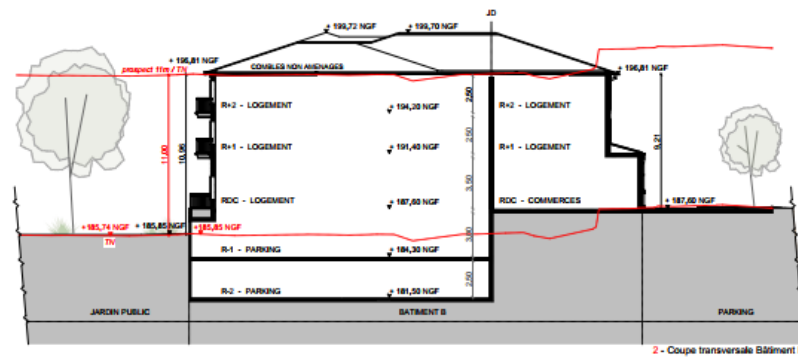 JD
+ 199,72 NGF
+ 199,70 NGF
+ 196,81 NGF
prospect 11m / TN
COMBLES NON AMENAGES
+ 196,81 NGF
R+2 - LOGEMENT
+ 194,20 NGF
2,50
R+2 - LOGEMENT
11,00
10,96
R+1 - LOGEMENT
+ 191,40 NGF
2,50
R+1 - LOGEMENT
9,21
3,50
RDC - LOGEMENT
+ 187,60 NGF
RDC - COMMERCES
+ 187,60 NGF
+185,74 NGF
+ 185,85 NGF
+185,85 NGF
TN
3,00
R-1 - PARKING
+ 184,30 NGF
2,50
R-2 - PARKING
+ 181,50 NGF
JARDIN PUBLIC
BATIMENT B
PARKING
2 - Coupe transversale Bâtiment